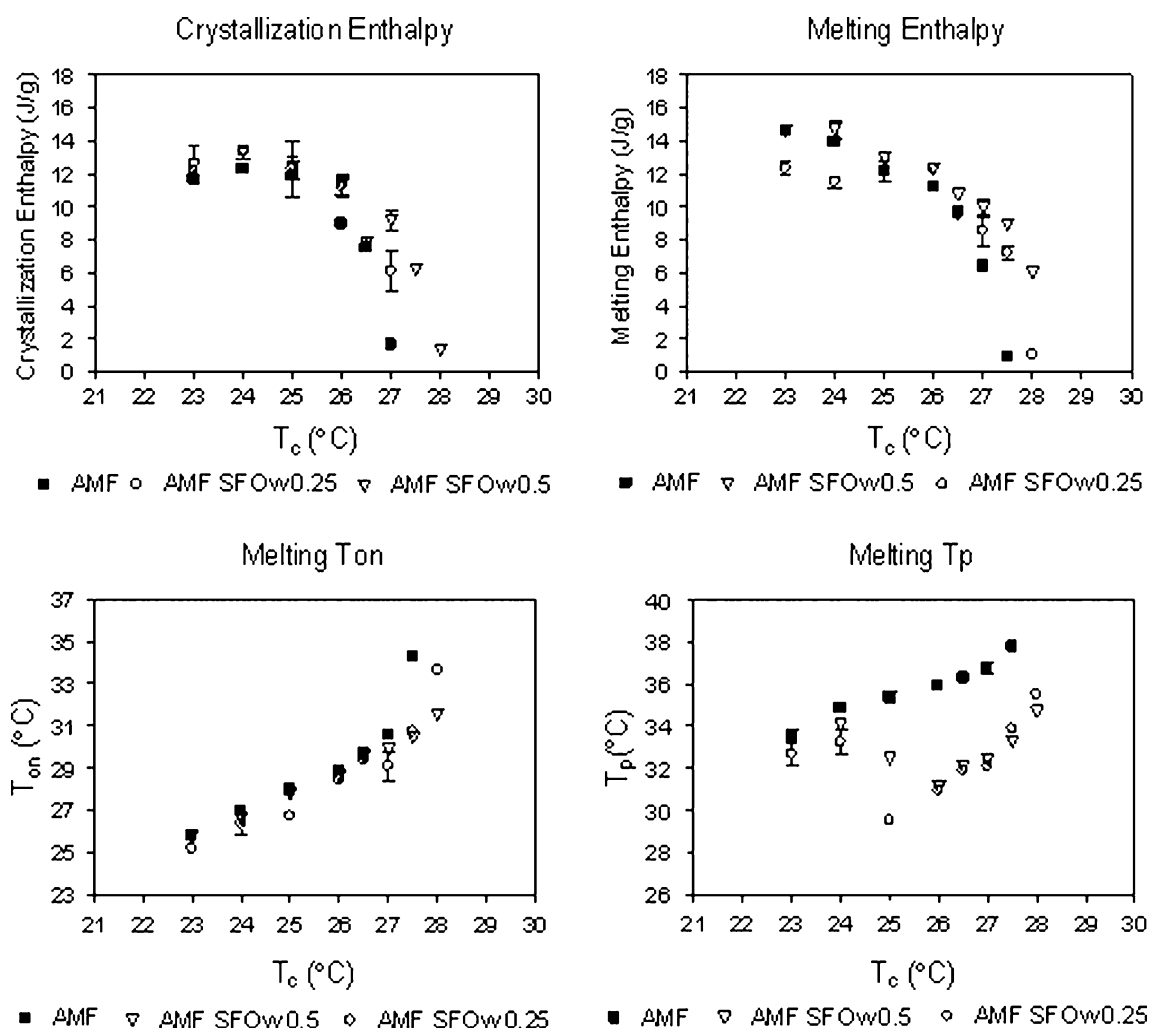 Crystallization Enthalpy
Crystallization Enthalpy (J/g)
18
16
14
12
10
8
6
4
2
0
21 22 23 24 25 26 27 28 29 30
Tc (°C)
■ AMF ○ AMF SFOw0.25 ▽ AMF SFOw0.5
Melting Enthalpy
Melting Enthalpy (J/g)
18
16
14
12
10
8
6
4
2
0
21 22 23 24 25 26 27 28 29 30
Tc (°C)
■ AMF ▽ AMF SFOw0.5 ○ AMF SFOw0.25
Melting Ton
Ton (°C)
37
35
33
31
29
27
25
23
21 22 23 24 25 26 27 28 29 30
Tc (°C)
■ AMF ▽ AMF SFOw0.5 ○ AMF SFOw0.25
Melting Tp
Tp(°C)
40
38
36
34
32
30
28
26
21 22 23 24 25 26 27 28 29 30
Tc (°C)
■ AMF ▽ AMF SFOw0.5 ○ AMF SFOw0.25